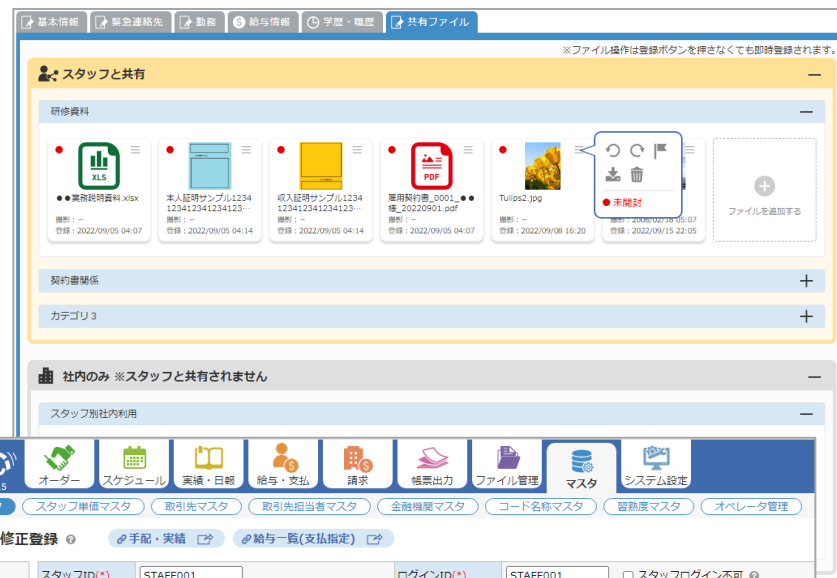 基本情報 緊急連絡先 勤務 給与情報 学歴・職歴 共有ファイル
※ファイル操作は登録ボタンを押さなくても即時登録されます。
スタッフと共有
研修資料
XLS
●●業務説明資料.xlsx
撮影：−
登録：2022/09/05 04:07
本人証明サンプル1234
123412341234123…
撮影：−
登録：2022/09/05 04:14
収入証明サンプル1234
123412341234123…
撮影：−
登録：2022/09/05 04:14
PDF
雇用契約書_0001_●●
様_20220901.pdf
撮影：−
登録：2022/09/05 04:07
Tulips2.jpg
撮影：−
登録：2022/09/08 16:20
未開封
撮影：2008/02/18 05:07
登録：2022/09/15 22:05
ファイルを追加する
契約書関係
カテゴリ３
社内のみ ※スタッフと共有されません
スタッフ別社内利用
オーダー スケジュール 実績・日報 給与・支払 請求 帳票出力 ファイル管理 マスタ システム設定
スタッフ単価マスタ 取引先マスタ 取引先担当者マスタ 金融機関マスタ コード名称マスタ 習熟度マスタ オペレータ管理
修正登録 手配・実績 給与一覧(支払指定)
スタッフID(*) STAFF001 ログインID(*) STAFF001 スタッフログイン不可